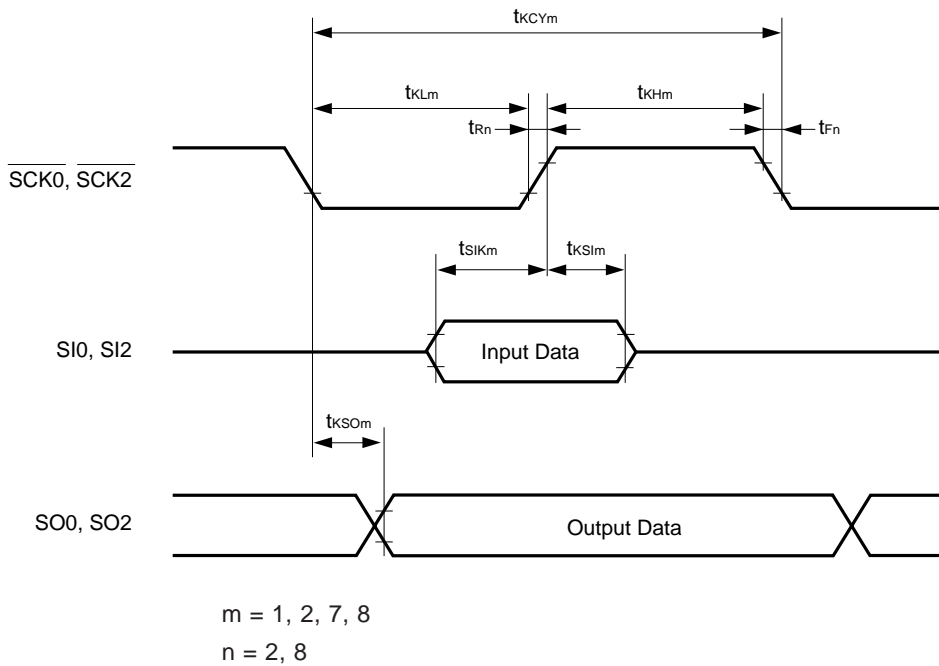 tKCYm
tKLm
tKHm
tRn
tFn
SCK0, SCK2
tSIKm
tKSIm
SI0, SI2
Input Data
tKSOm
SO0, SO2
Output Data
m = 1, 2, 7, 8
n = 2, 8